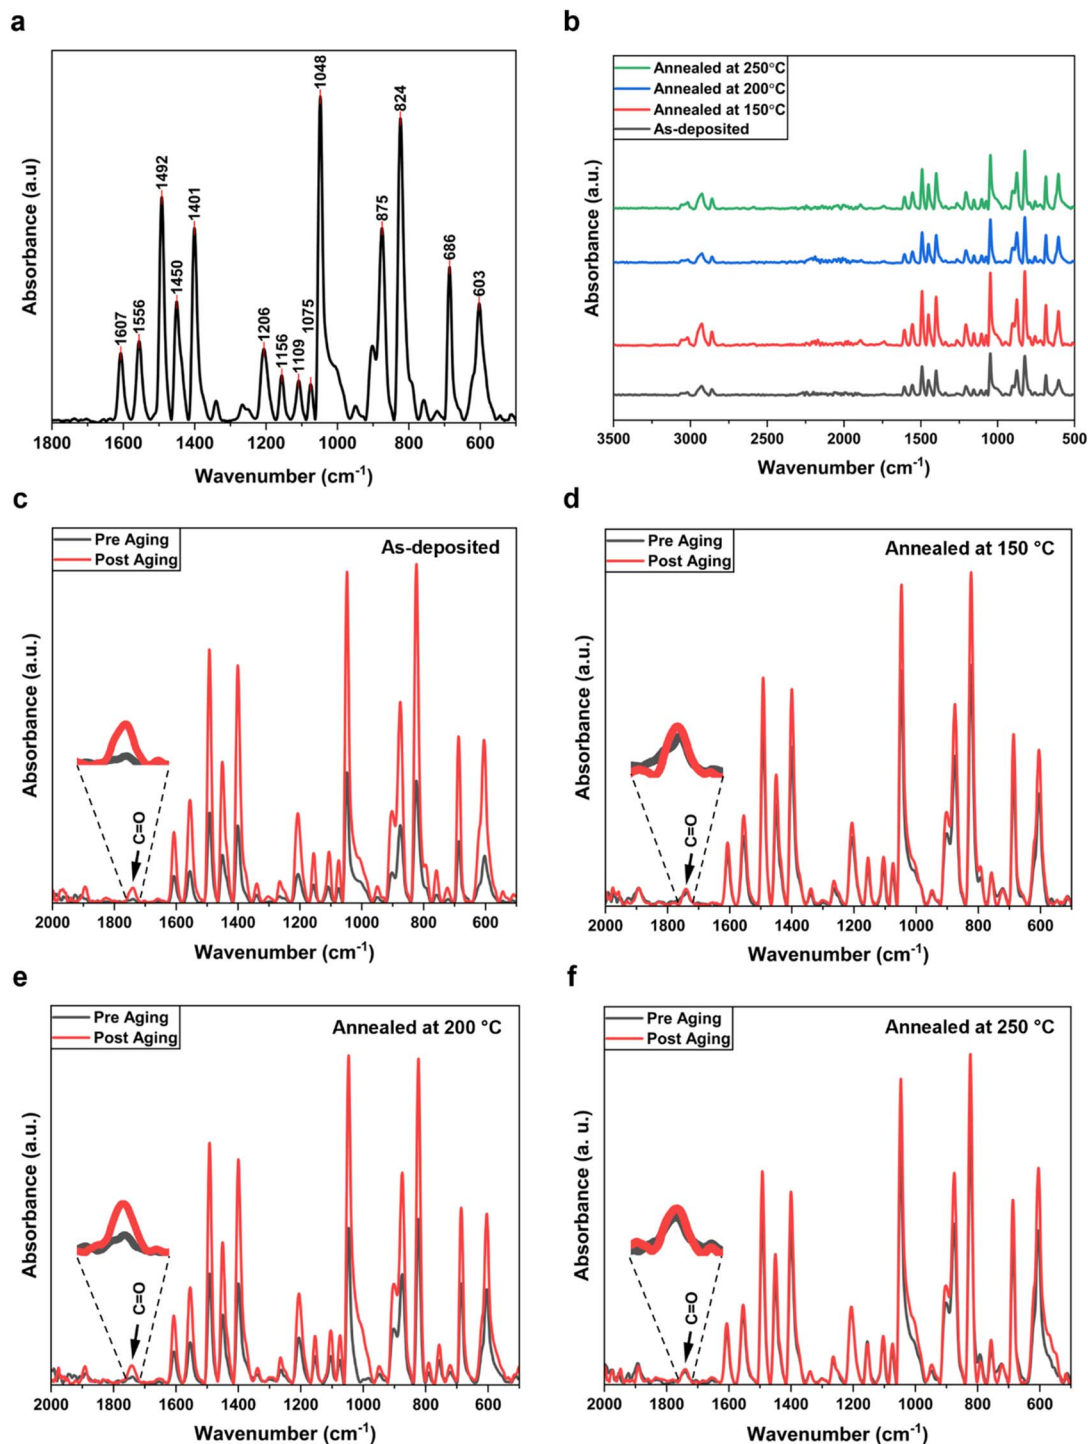 a
Absorbance (a.u)
1607
1556
1492
1450
1401
1206
1156
1109
1075
1048
875
824
686
603
1800 1600 1400 1200 1000 800 600
Wavenumber (cm-1)
b
Absorbance (a.u.)
Annealed at 250°C
Annealed at 200°C
Annealed at 150°C
As-deposited
3500 3000 2500 2000 1500 1000 500
Wavenumber (cm-1)
c
Absorbance (a.u.)
Pre Aging
Post Aging
As-deposited
C=O
2000 1800 1600 1400 1200 1000 800 600
Wavenumber (cm-1)
d
Absorbance (a.u.)
Pre Aging
Post Aging
Annealed at 150 °C
C=O
2000 1800 1600 1400 1200 1000 800 600
Wavenumber (cm-1)
e
Absorbance (a.u.)
Pre Aging
Post Aging
Annealed at 200 °C
C=O
2000 1800 1600 1400 1200 1000 800 600
Wavenumber (cm-1)
f
Absorbance (a. u.)
Pre Aging
Post Aging
Annealed at 250 °C
C=O
2000 1800 1600 1400 1200 1000 800 600
Wavenumber (cm-1)